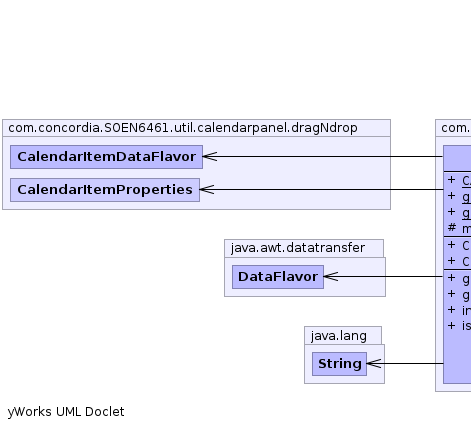 com.concordia.SOEN6461.util.calendarpanel.dragNdrop
com.
CalendarItemDataFlavor
CalendarItemProperties
+
+ g
+ g
# m
+ C
+ C
+ g
+ g
+ in
+ is
java.awt.datatransfer
DataFlavor
java.lang
String
yWorks UML Doclet